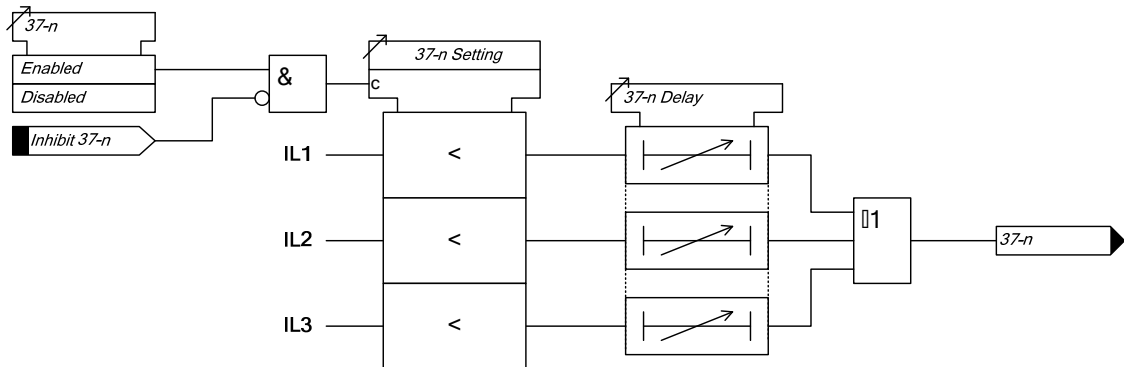 37-n
Enabled
Disabled
Inhibit 37-n
&
37-n Setting
c
37-n Delay
IL1
<
IL2
<
IL3
<
1
37-n